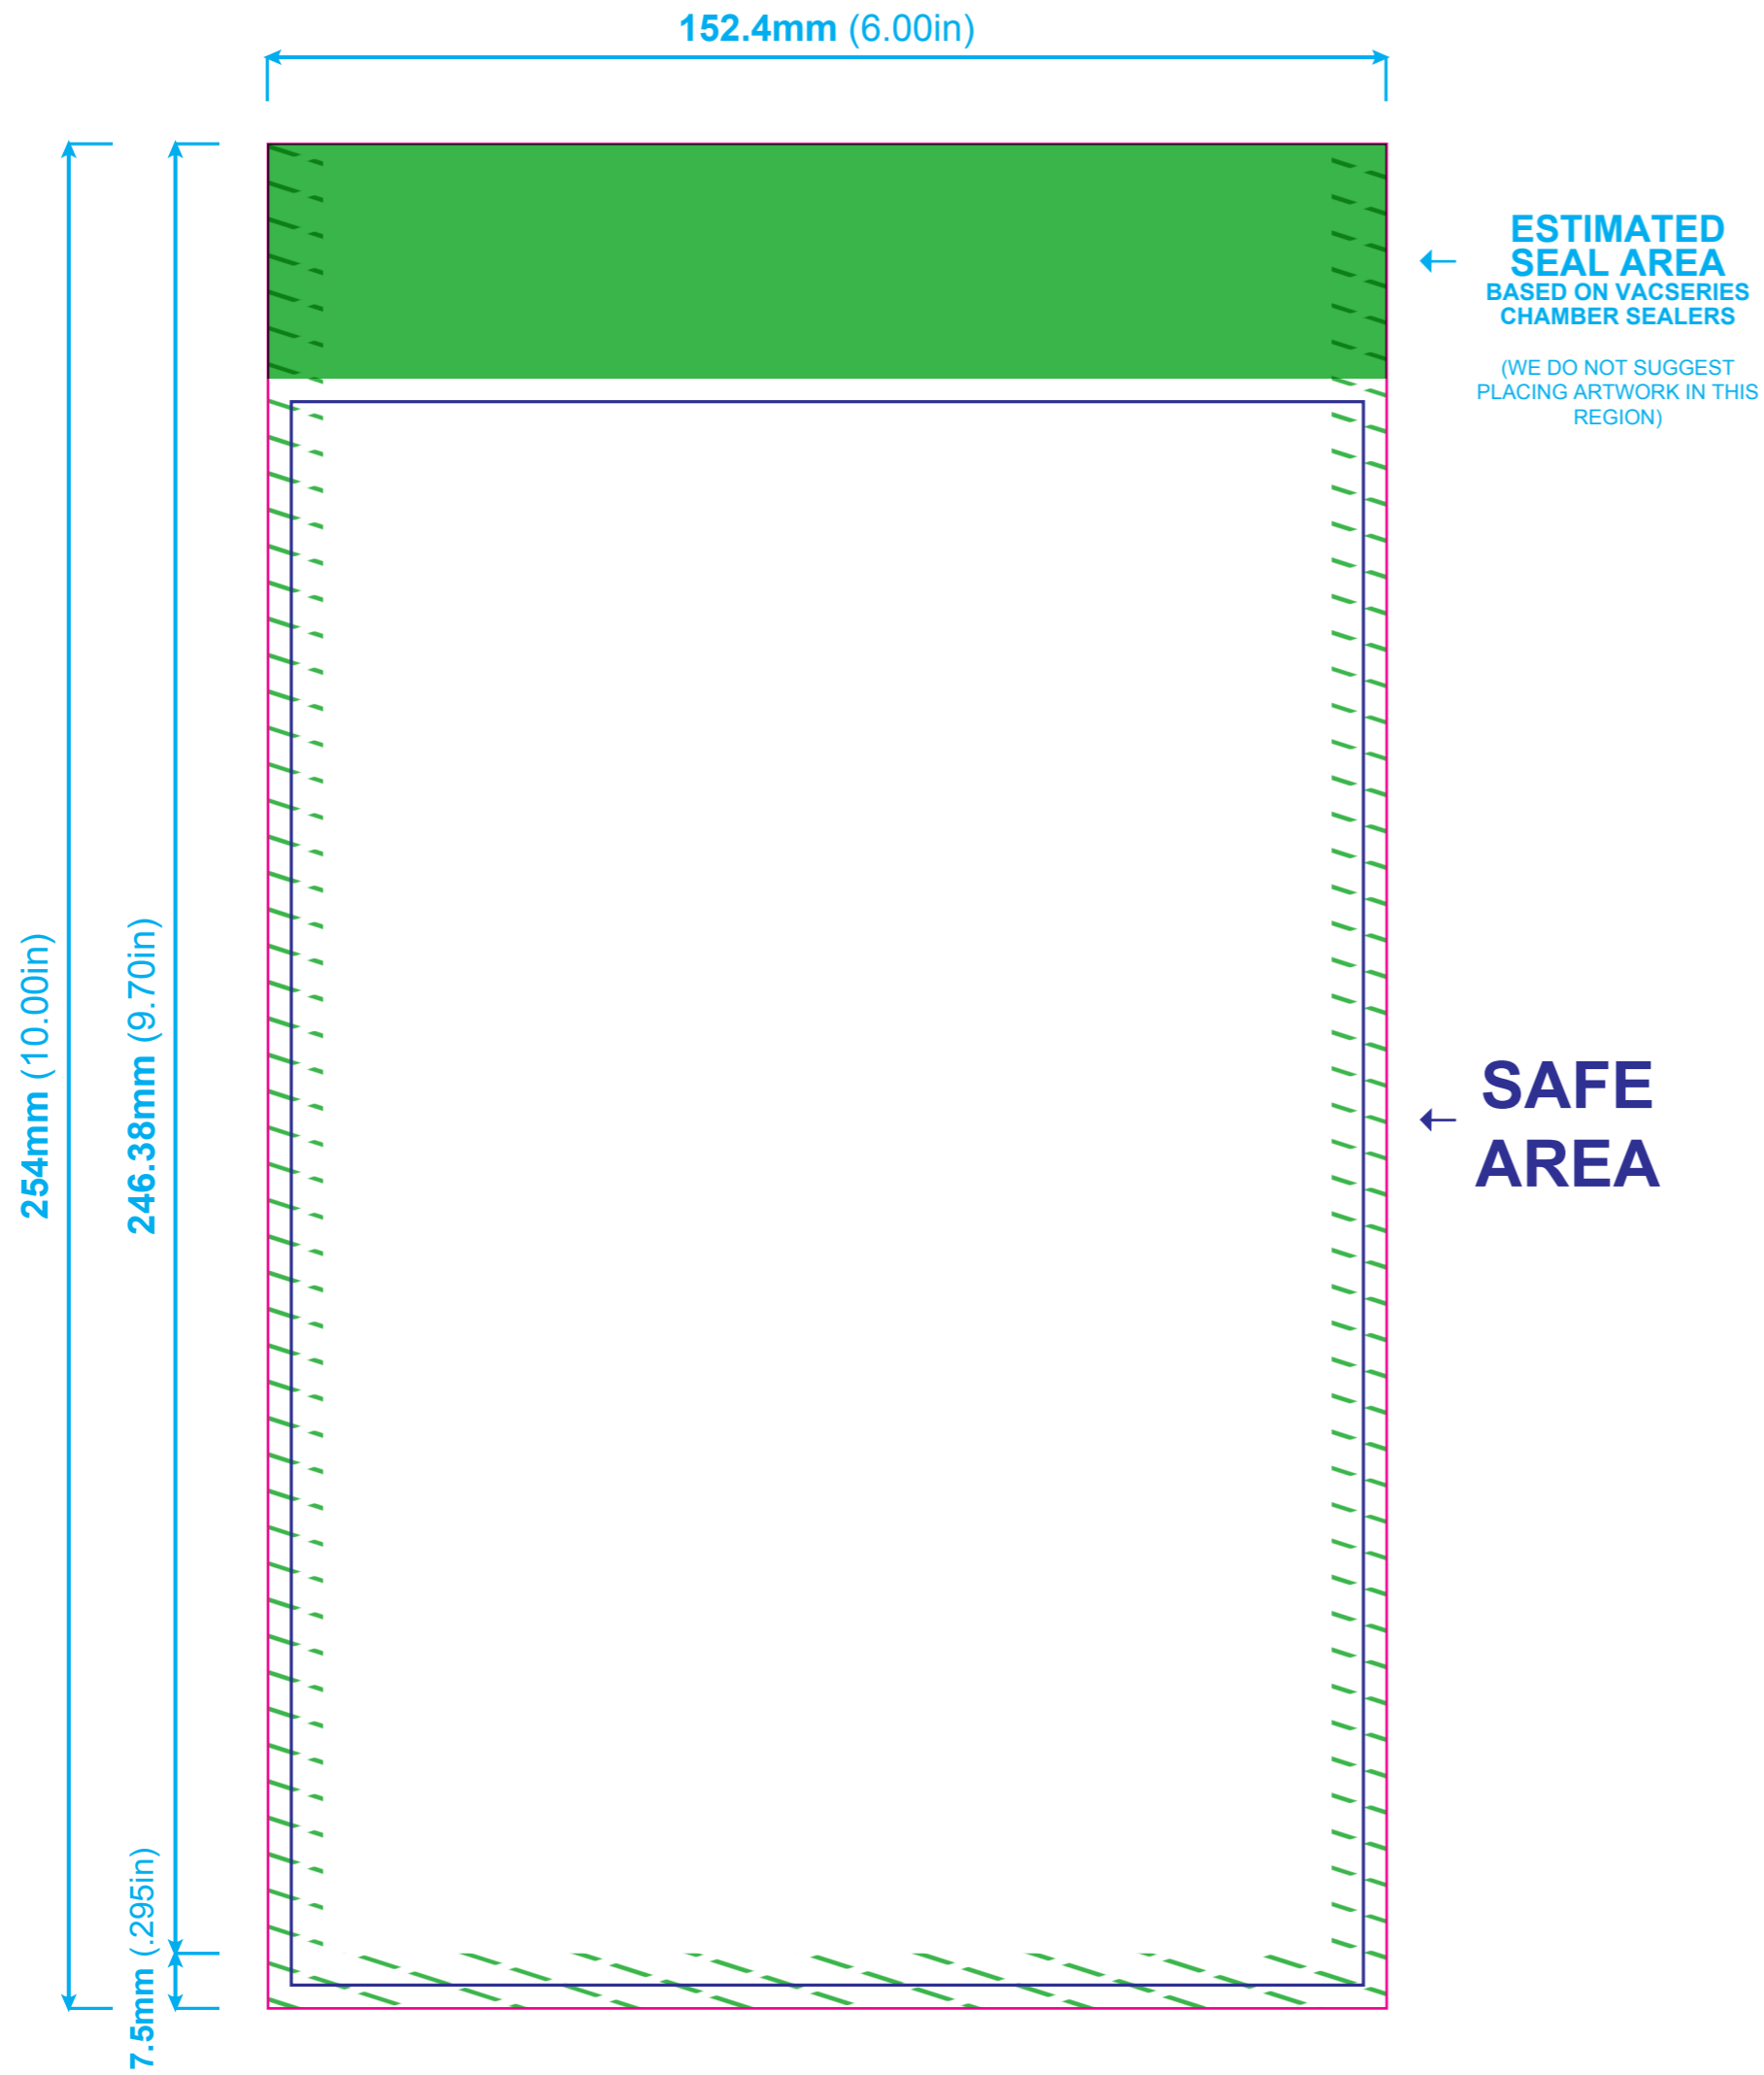 152.4mm (6.00in)
ESTIMATED
SEAL AREA
BASED ON VACSERIES
CHAMBER SEALERS
(WE DO NOT SUGGEST
PLACING ARTWORK IN THIS
REGION)
254mm (10.00in)
246.38mm (9.70in)
SAFE
AREA
7.5mm (.295in)